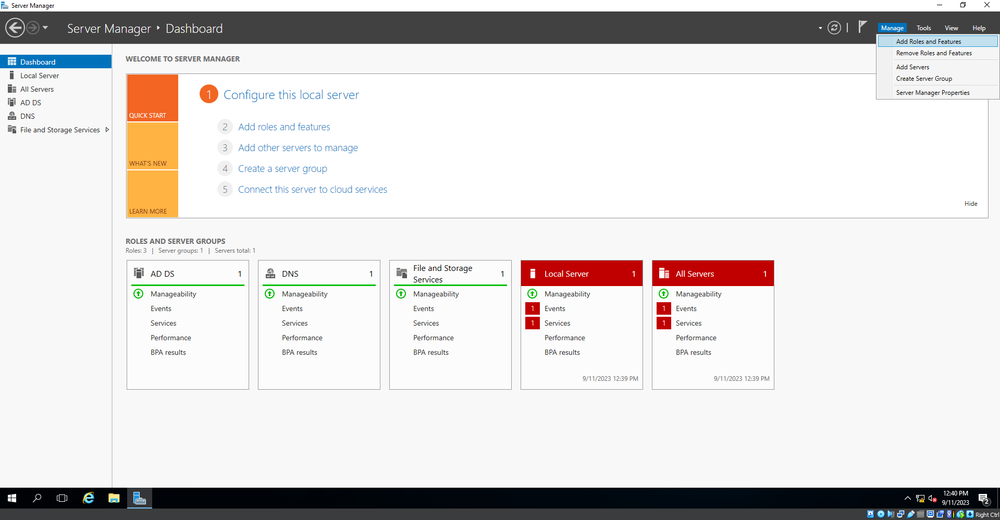 Server Manager
Server Manager ‣ Dashboard
Manage Tools View Help
Add Roles and Features
Remove Roles and Features
Add Servers
Create Server Group
Server Manager Properties
Dashboard
Local Server
All Servers
AD DS
DNS
File and Storage Services
WELCOME TO SERVER MANAGER
QUICK START
WHAT'S NEW
LEARN MORE
1 Configure this local server
2 Add roles and features
3 Add other servers to manage
4 Create a server group
5 Connect this server to cloud services
Hide
ROLES AND SERVER GROUPS
Roles: 3 | Server groups: 1 | Servers total: 1
AD DS 1
Manageability
Events
Services
Performance
BPA results
DNS 1
Manageability
Events
Services
Performance
BPA results
File and Storage
Services 1
Manageability
Events
Services
Performance
BPA results
Local Server 1
Manageability
1 Events
1 Services
Performance
BPA results
9/11/2023 12:39 PM
All Servers 1
Manageability
1 Events
1 Services
Performance
BPA results
9/11/2023 12:39 PM
12:40 PM
9/11/2023
2
Right Ctrl